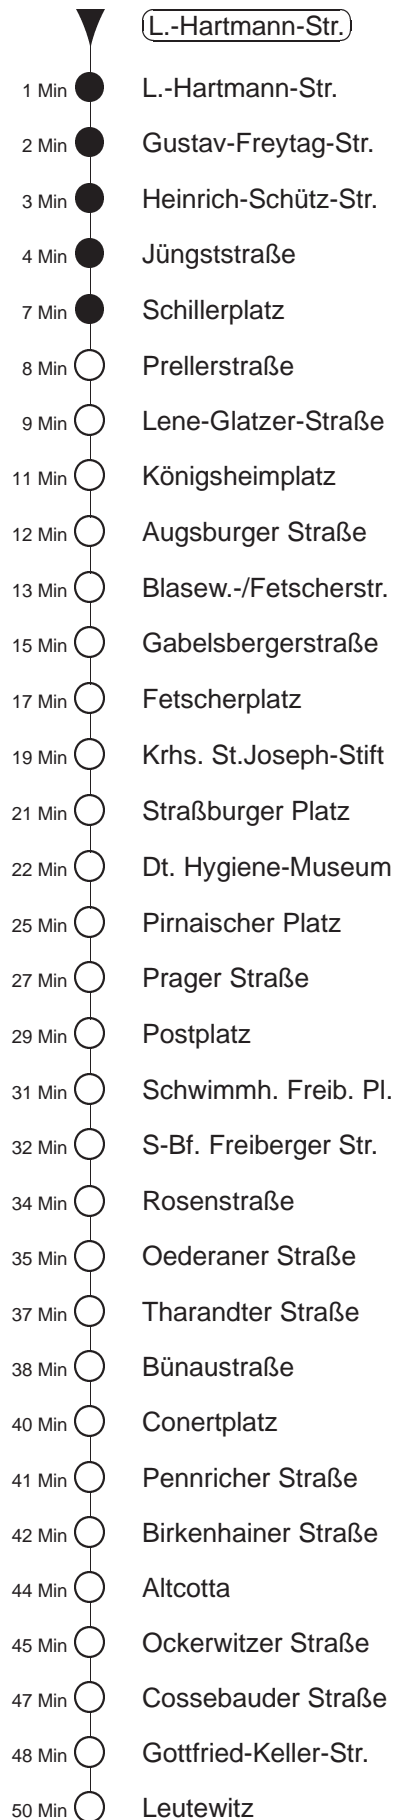 L.-Hartmann-Str.
1 Min L.-Hartmann-Str.
2 Min Gustav-Freytag-Str.
3 Min Heinrich-Schütz-Str.
4 Min Jüngststraße
7 Min Schillerplatz
8 Min Prellerstraße
9 Min Lene-Glatzer-Straße
11 Min Königsheimplatz
12 Min Augsburger Straße
13 Min Blasew.-/Fetscherstr.
15 Min Gabelsbergerstraße
17 Min Fetscherplatz
19 Min Krhs. St.Joseph-Stift
21 Min Straßburger Platz
22 Min Dt. Hygiene-Museum
25 Min Pirnaischer Platz
27 Min Prager Straße
29 Min Postplatz
31 Min Schwimmh. Freib. Pl.
32 Min S-Bf. Freiberger Str.
34 Min Rosenstraße
35 Min Oederaner Straße
37 Min Tharandter Straße
38 Min Bünaustraße
40 Min Conertplatz
41 Min Pennricher Straße
42 Min Birkenhainer Straße
44 Min Altcotta
45 Min Ockerwitzer Straße
47 Min Cossebauder Straße
48 Min Gottfried-Keller-Str.
50 Min Leutewitz